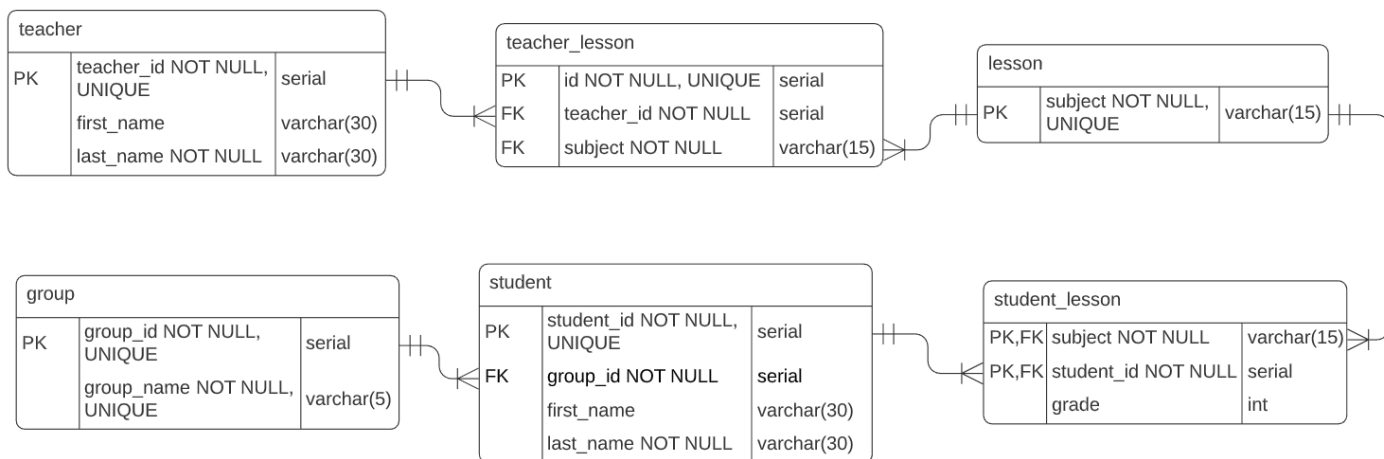 teacher
PK teacher_id NOT NULL, UNIQUE serial
first_name varchar(30)
last_name NOT NULL varchar(30)
teacher_lesson
PK id NOT NULL, UNIQUE serial
FK teacher_id NOT NULL serial
FK subject NOT NULL varchar(15)
lesson
PK subject NOT NULL, UNIQUE varchar(15)
group
PK group_id NOT NULL, UNIQUE serial
group_name NOT NULL, UNIQUE varchar(5)
student
PK student_id NOT NULL, UNIQUE serial
FK group_id NOT NULL serial
first_name varchar(30)
last_name NOT NULL varchar(30)
student_lesson
PK,FK subject NOT NULL varchar(15)
PK,FK student_id NOT NULL serial
grade int